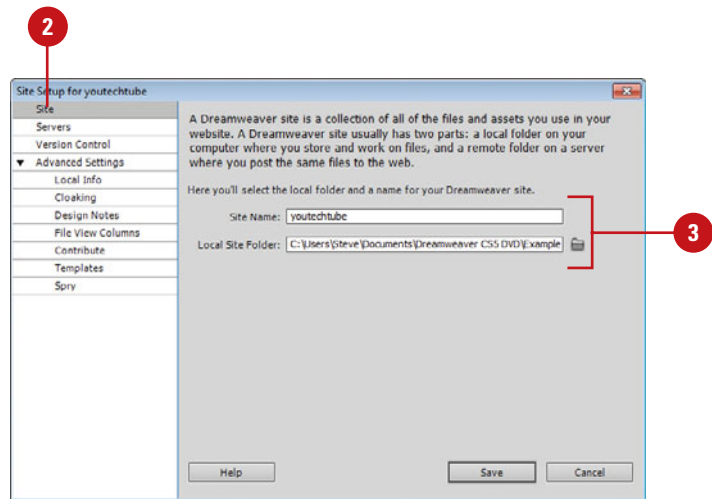 2
Site Setup for youtechtube
Site
Servers
Version Control
Advanced Settings
Local Info
Cloaking
Design Notes
File View Columns
Contribute
Templates
Spry
A Dreamweaver site is a collection of all of the files and assets you use in your
website. A Dreamweaver site usually has two parts: a local folder on your
computer where you store and work on files, and a remote folder on a server
where you post the same files to the web.
Here you'll select the local folder and a name for your Dreamweaver site.
Site Name: youtechtube
Local Site Folder: C:\Users\Steve\Documents\Dreamweaver CS5 DVD\Example
3
Help Save Cancel